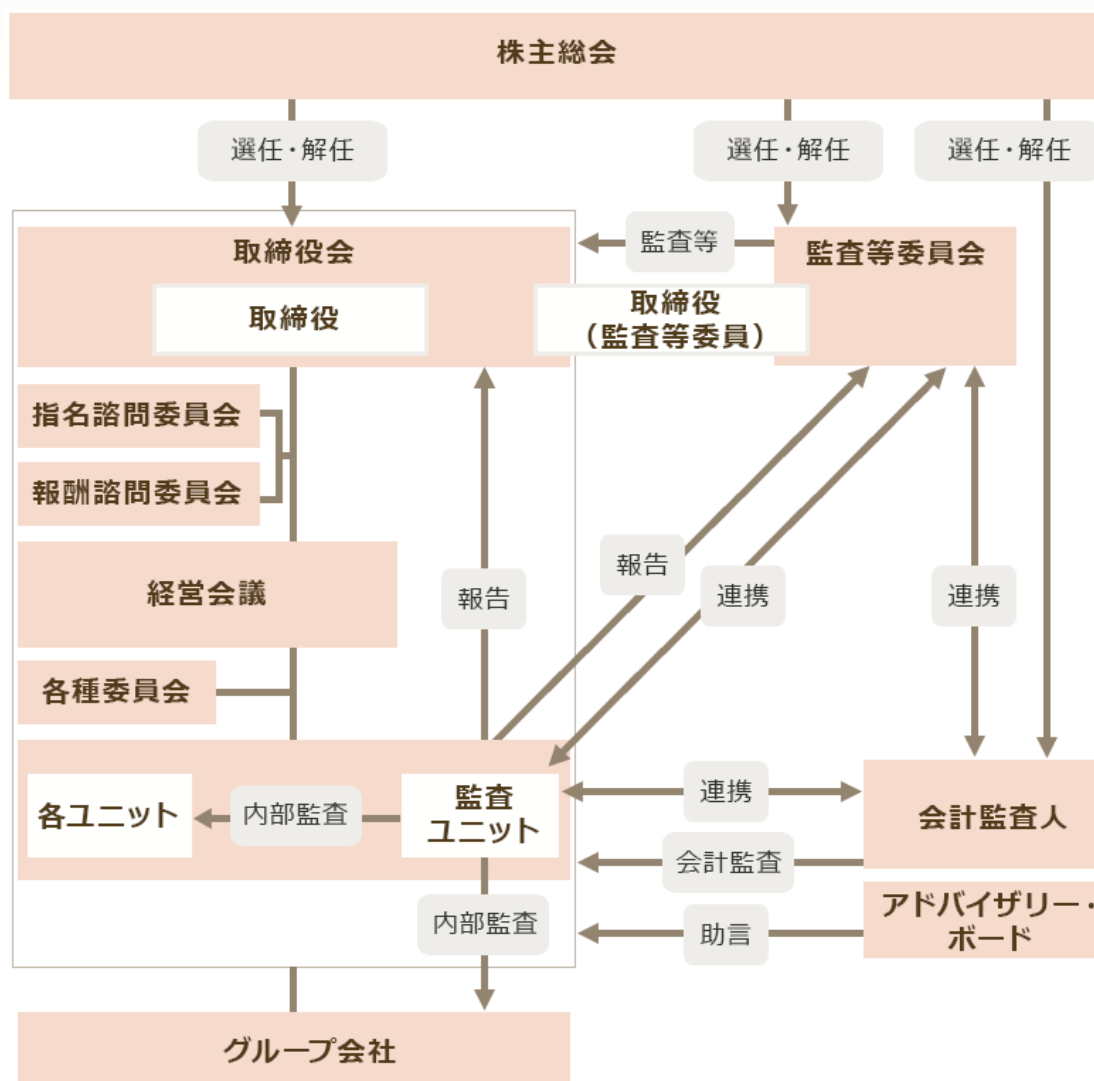 株主総会
選任・解任
選任・解任
選任・解任
取締役会
監査等
監査等委員会
取締役
取締役
（監査等委員）
指名諮問委員会
報酬諮問委員会
経営会議
報告
報告
連携
連携
各種委員会
各ユニット
内部監査
監査
ユニット
連携
会計監査人
会計監査
内部監査
助言
アドバイザリー・
ボード
グループ会社